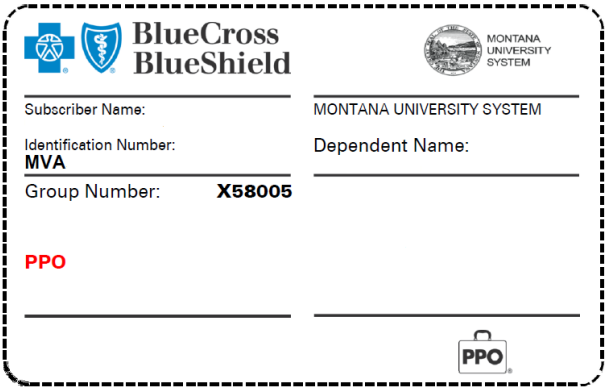 BlueCross
BlueShield
MONTANA
UNIVERSITY
SYSTEM
Subscriber Name:
MONTANA UNIVERSITY SYSTEM
Identification Number:
MVA
Dependent Name:
Group Number: X58005
PPO
PPO